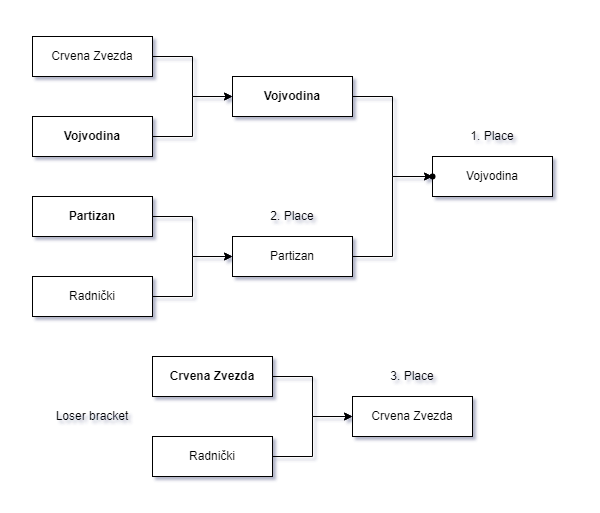 Crvena Zvezda
Vojvodina
Vojvodina
1. Place
Vojvodina
Partizan
2. Place
Partizan
Radnički
Crvena Zvezda
3. Place
Loser bracket
Crvena Zvezda
Radnički